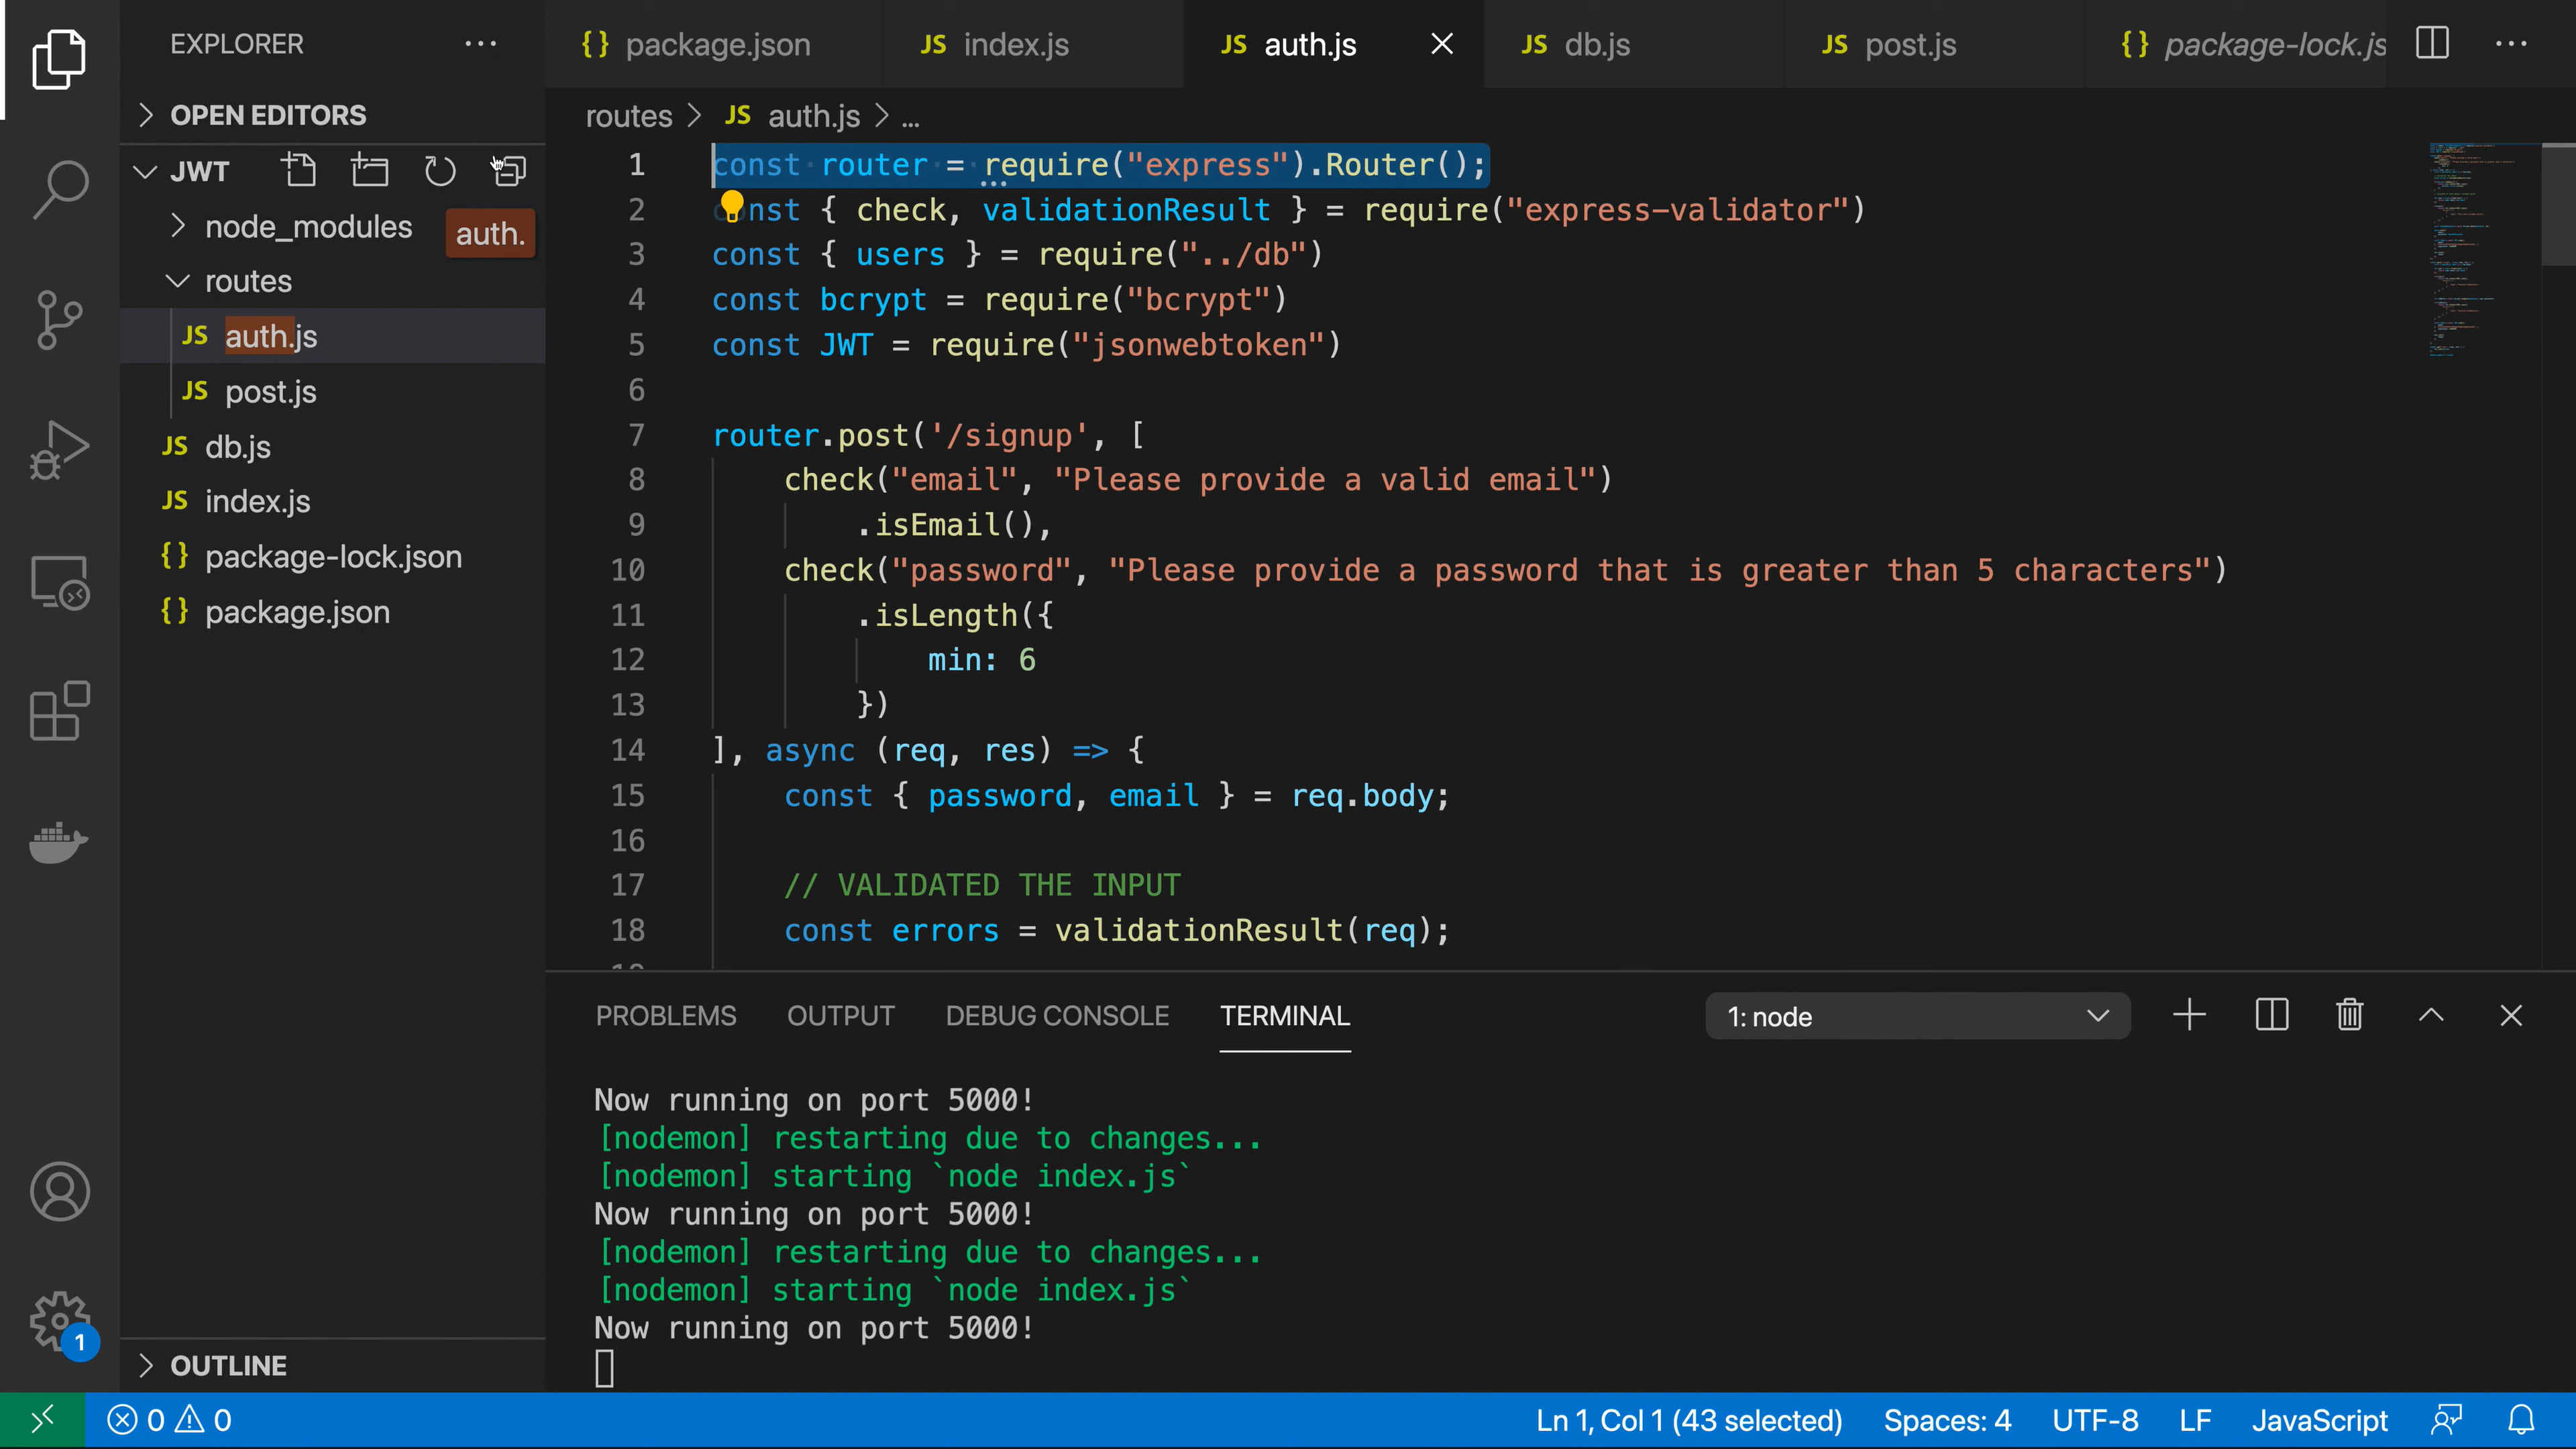 EXPLORER
OPEN EDITORS
JWT
node_modules
auth.
routes
JS auth.js
JS post.js
JS db.js
JS index.js
{} package-lock.json
{} package.json
OUTLINE
1
{} package.json
JS index.js
JS auth.js
JS db.js
JS post.js
{} package-lock.js
routes > JS auth.js > ...
1 const router = require("express").Router();
2 const { check, validationResult } = require("express-validator")
3 const { users } = require("../db")
4 const bcrypt = require("bcrypt")
5 const JWT = require("jsonwebtoken")
6
7 router.post('/signup', [
8 check("email", "Please provide a valid email")
9 .isEmail(),
10 check("password", "Please provide a password that is greater than 5 characters")
11 .isLength({
12 min: 6
13 })
14 ], async (req, res) => {
15 const { password, email } = req.body;
16
17 // VALIDATED THE INPUT
18 const errors = validationResult(req);
PROBLEMS OUTPUT DEBUG CONSOLE TERMINAL 1: node
Now running on port 5000!
[nodemon] restarting due to changes...
[nodemon] starting `node index.js`
Now running on port 5000!
[nodemon] restarting due to changes...
[nodemon] starting `node index.js`
Now running on port 5000!
0 0 Ln 1, Col 1 (43 selected) Spaces: 4 UTF-8 LF JavaScript